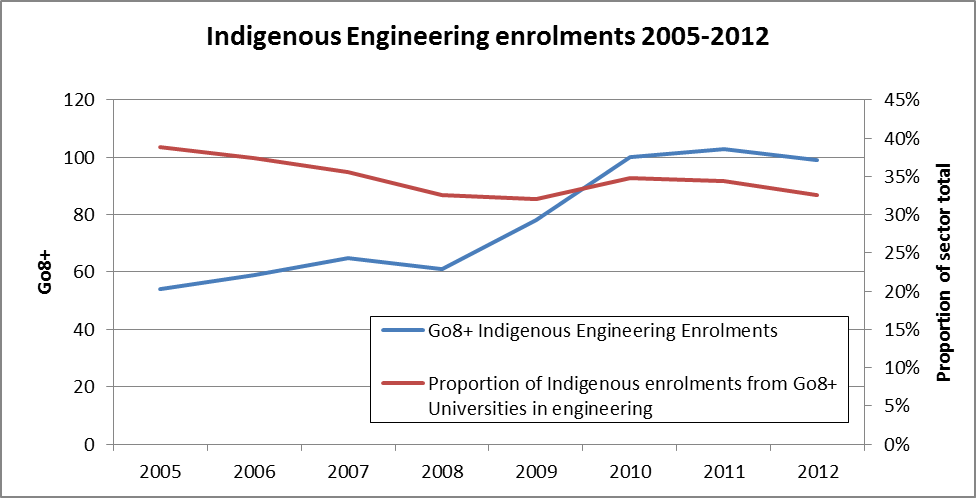 Indigenous Engineering enrolments 2005-2012
Go8+
120
100
80
60
40
20
0
45%
40%
35%
30%
25%
20%
15%
10%
5%
0%
Proportion of sector total
Go8+ Indigenous Engineering Enrolments
Proportion of Indigenous enrolments from Go8+
Universities in engineering
2005 2006 2007 2008 2009 2010 2011 2012